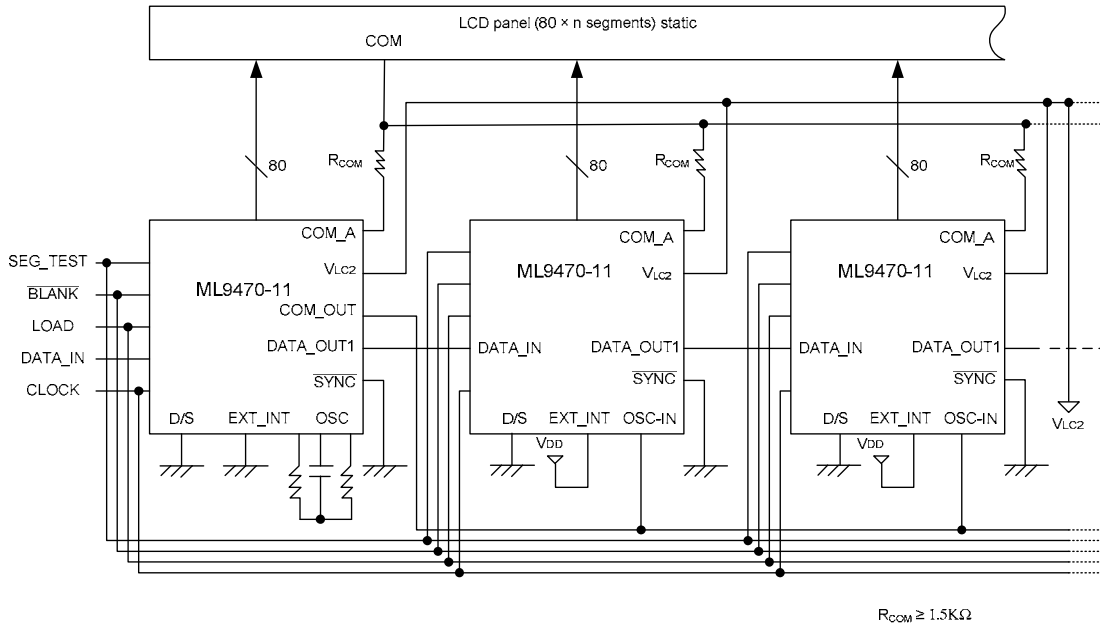 LCD panel (80 × n segments) static
COM
80
80
80
RCOM
RCOM
RCOM
COM_A
COM_A
COM_A
SEG_TEST
BLANK
LOAD
DATA_IN
CLOCK
ML9470-11
VLC2
COM_OUT
DATA_OUT1
SYNC
D/S
EXT_INT
OSC
ML9470-11
VLC2
DATA_IN
DATA_OUT1
SYNC
D/S
EXT_INT
OSC-IN
VDD
ML9470-11
VLC2
DATA_IN
DATA_OUT1
SYNC
D/S
EXT_INT
OSC-IN
VDD
VLC2
RCOM ≥ 1.5KΩ